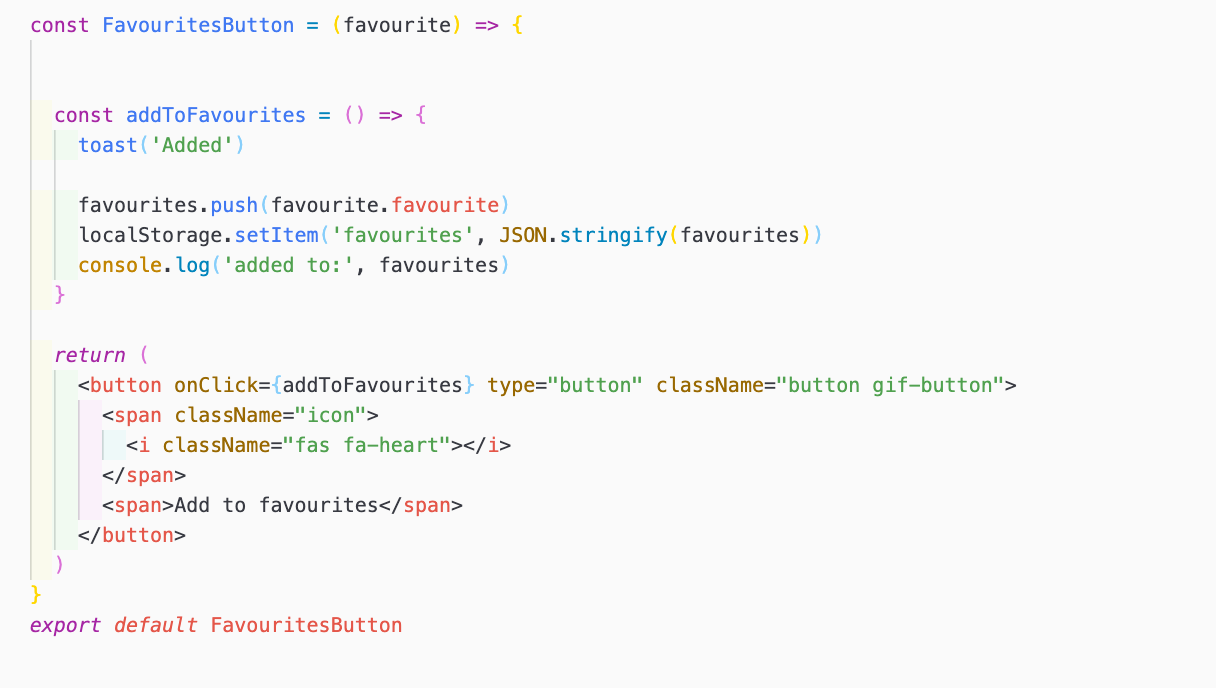 const FavouritesButton = (favourite) => {
const addToFavourites = () => {
toast('Added')
favourites.push(favourite.favourite)
localStorage.setItem('favourites', JSON.stringify(favourites))
console.log('added to:', favourites)
}
return (
<button onClick={addToFavourites} type="button" className="button gif-button">
<span className="icon">
<i className="fas fa-heart"></i>
</span>
<span>Add to favourites</span>
</button>
)
}
export default FavouritesButton